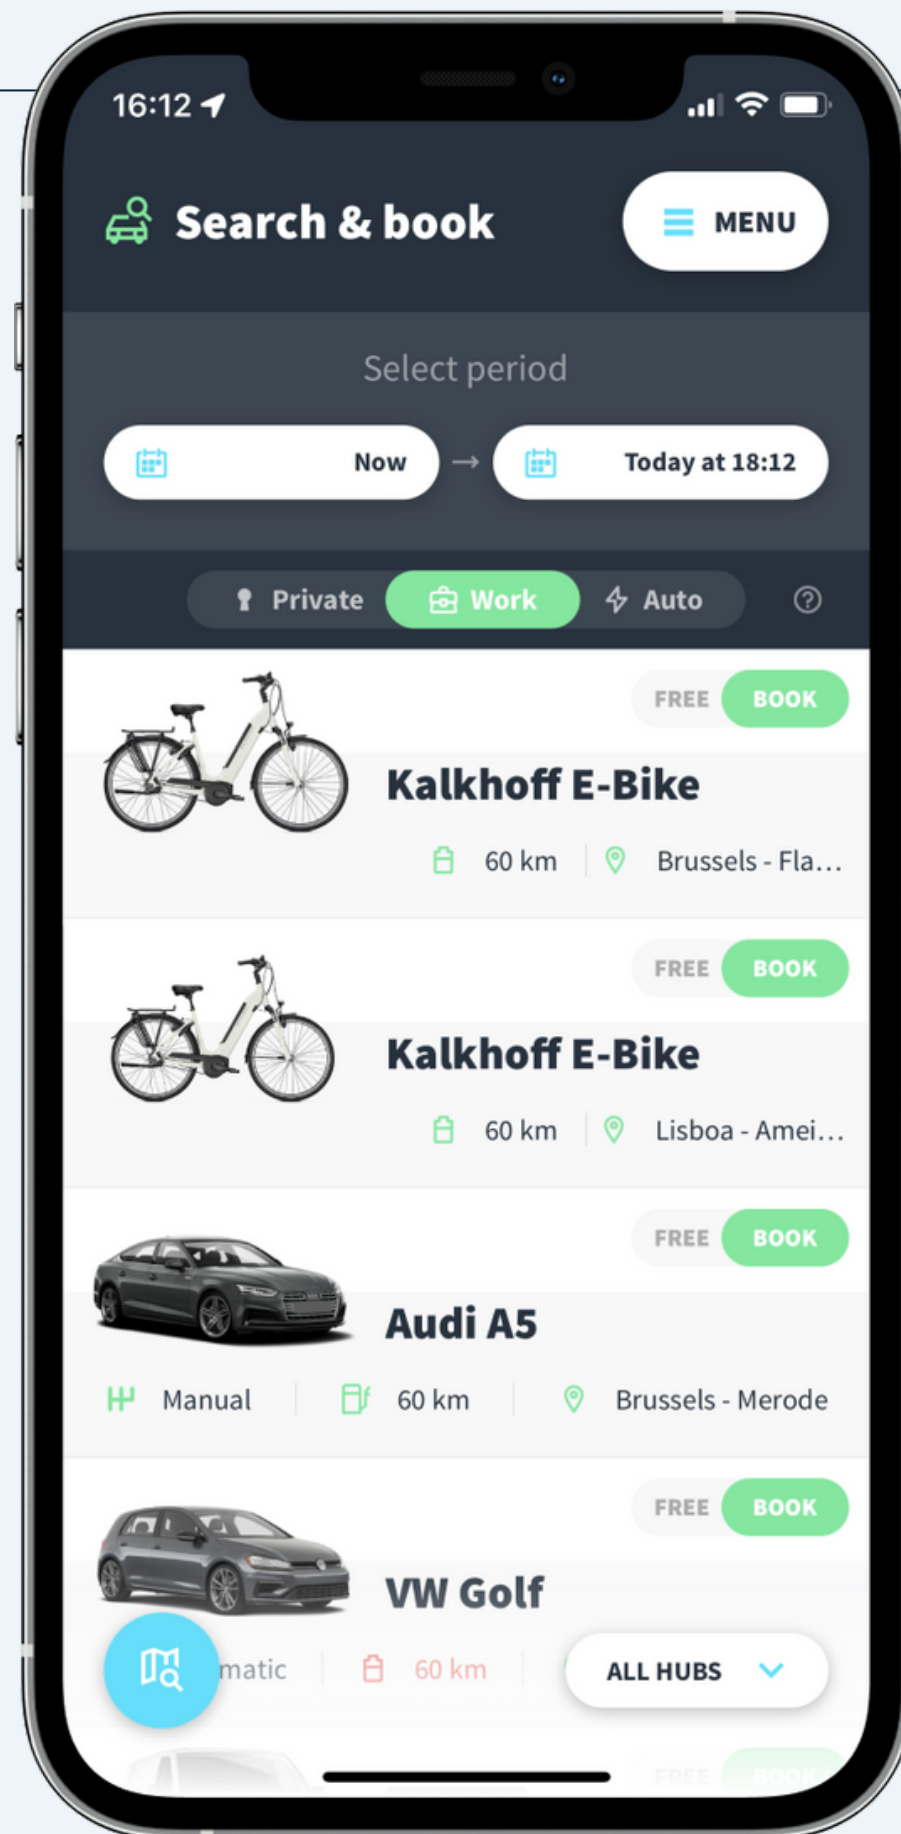 16:12
Search & book
MENU
Select period
Now → Today at 18:12
Private Work Auto
FREE BOOK
Kalkhoff E-Bike
60 km Brussels - Fla...
FREE BOOK
Kalkhoff E-Bike
60 km Lisboa - Amei...
FREE BOOK
Audi A5
Manual 60 km Brussels - Merode
FREE BOOK
VW Golf
matic 60 km
ALL HUBS
FREE BOOK